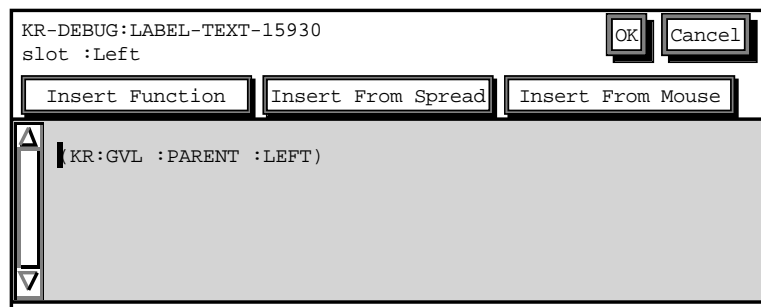 KR-DEBUG:LABEL-TEXT-15930
slot :Left
OK Cancel
Insert Function Insert From Spread Insert From Mouse
(KR:GVL :PARENT :LEFT)